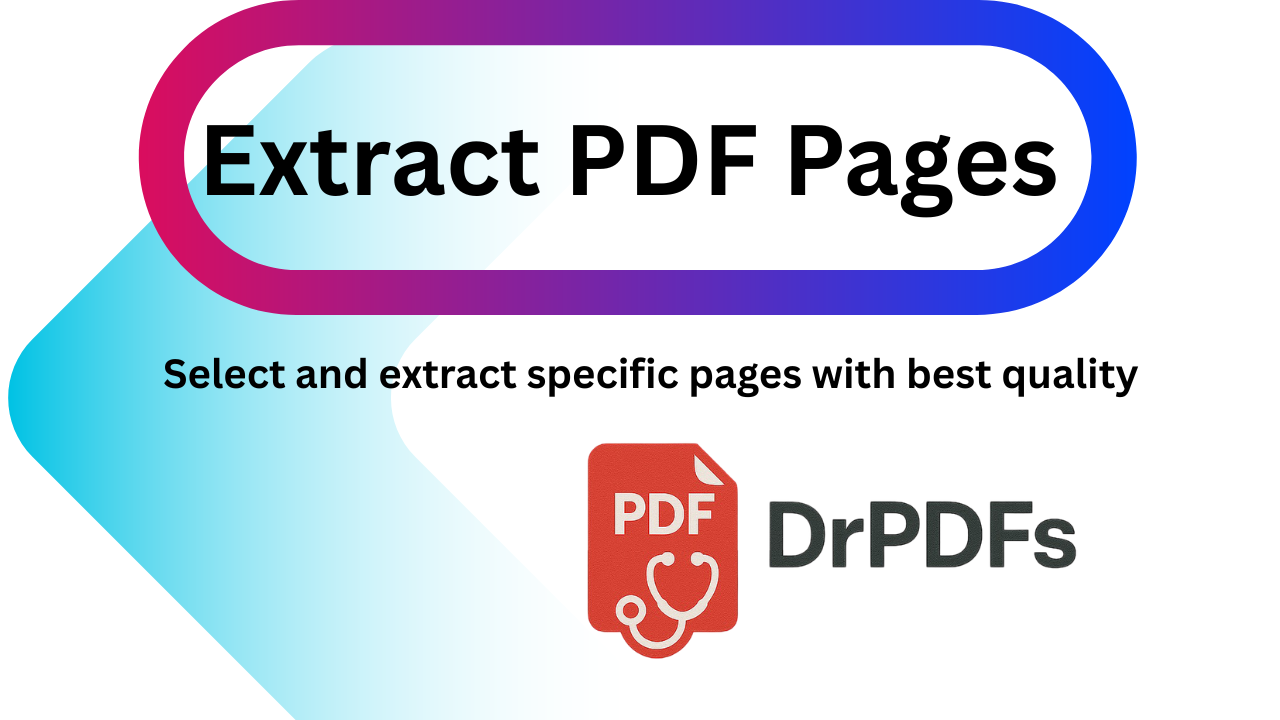 Extract PDF Pages
Select and extract specific pages with best quality
PDF
DrPDFs